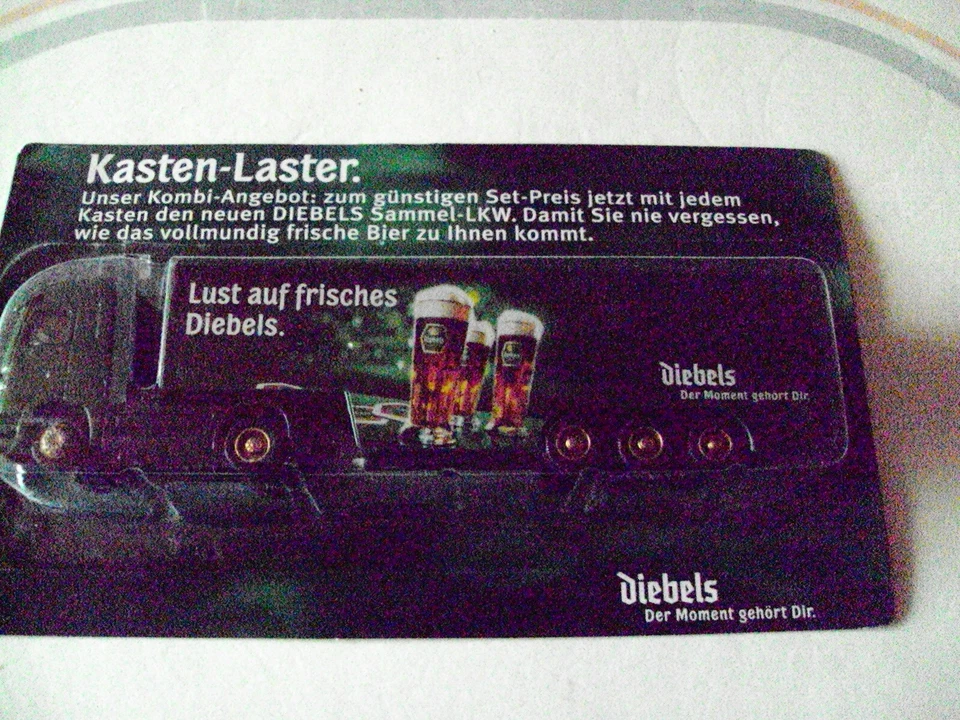 Kasten-Laster.
Unser Kombi-Angebot: zum günstigen Set-Preis jetzt mit jedem
Kasten den neuen DIEBELS Sammel-LKW. Damit Sie nie vergessen,
wie das vollmundig frische Bier zu Ihnen kommt.
Lust auf frisches
Diebels.
Diebels
Der Moment gehört Dir.
Diebels
Der Moment gehört Dir.